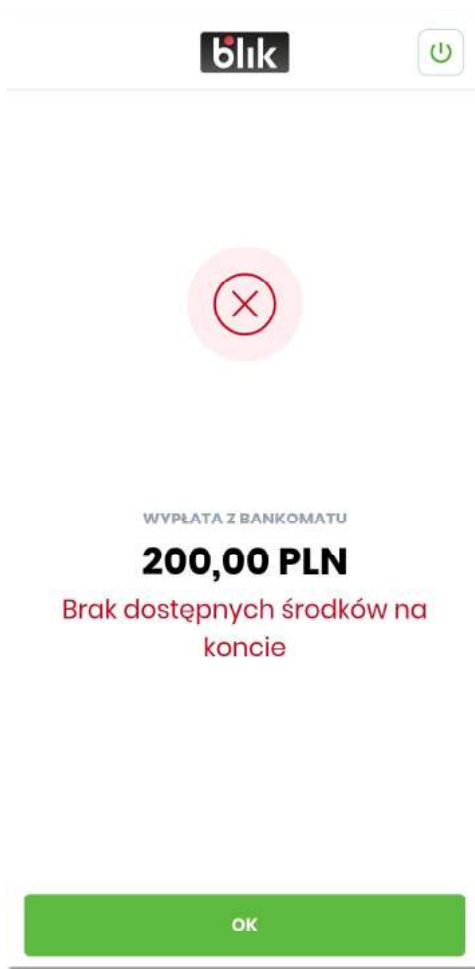 blik
WYPŁATA Z BANKOMATU
200,00 PLN
Brak dostępnych środków na
koncie
OK